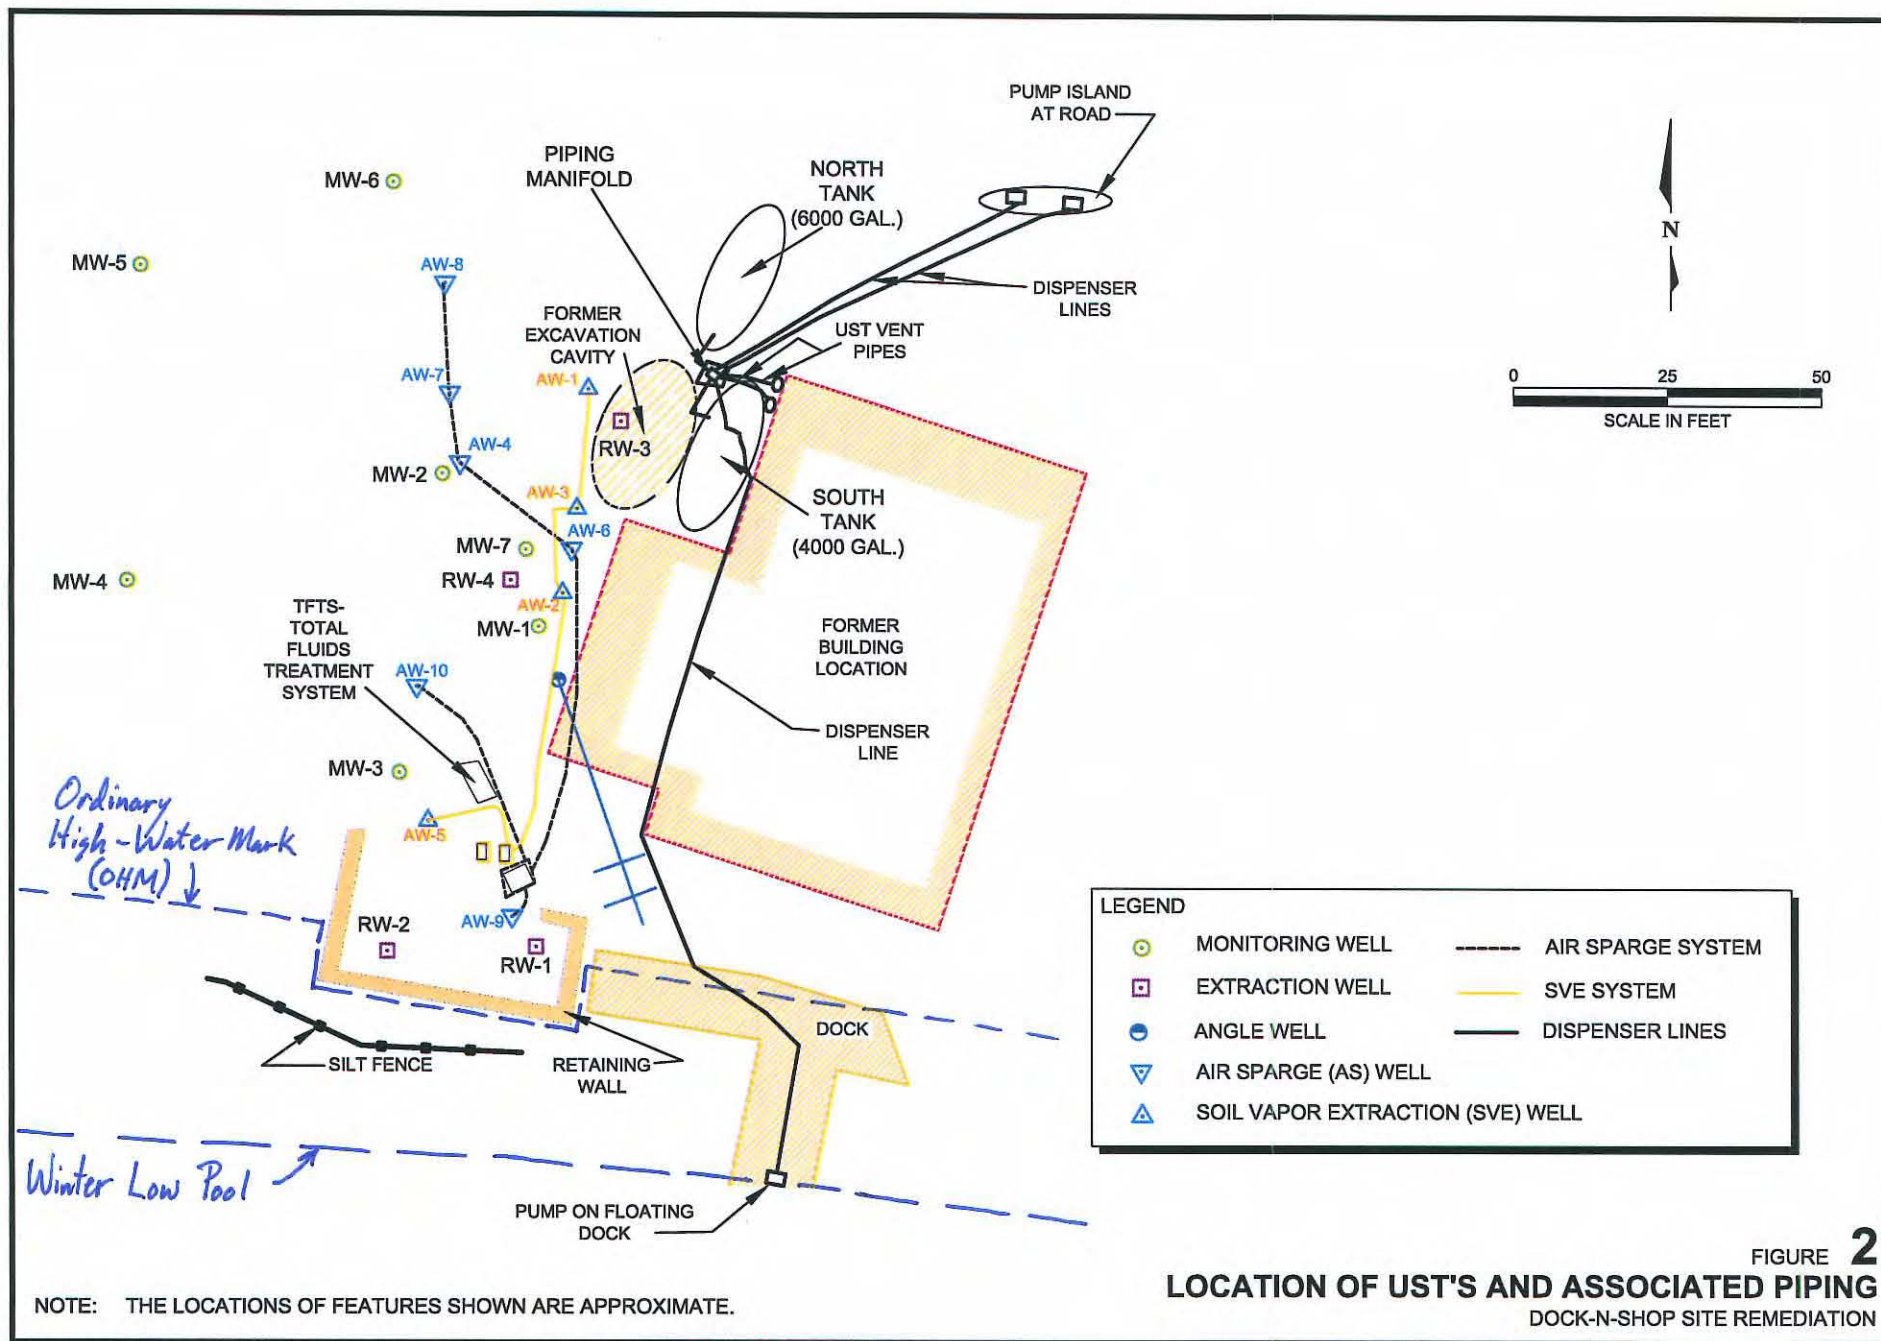 PUMP ISLAND
AT ROAD
PIPING
MANIFOLD
NORTH
TANK
(6000 GAL.)
MW-6
MW-5
AW-8
N
DISPENSER
LINES
FORMER
EXCAVATION
CAVITY
UST VENT
PIPES
AW-7
AW-1
0 25 50
SCALE IN FEET
AW-4
RW-3
MW-2
AW-3
SOUTH
TANK
(4000 GAL.)
AW-6
MW-7
RW-4
MW-4
AW-2
MW-1
TFTS-
TOTAL
FLUIDS
TREATMENT
SYSTEM
FORMER
BUILDING
LOCATION
AW-10
DISPENSER
LINE
MW-3
Ordinary
High-Water Mark
(OHM)
AW-5
RW-2
AW-9
RW-1
LEGEND
MONITORING WELL
EXTRACTION WELL
ANGLE WELL
AIR SPARGE (AS) WELL
SOIL VAPOR EXTRACTION (SVE) WELL
AIR SPARGE SYSTEM
SVE SYSTEM
DISPENSER LINES
DOCK
SILT FENCE
RETAINING
WALL
Winter Low Pool
PUMP ON FLOATING
DOCK
FIGURE 2
LOCATION OF UST'S AND ASSOCIATED PIPING
DOCK-N-SHOP SITE REMEDIATION
NOTE: THE LOCATIONS OF FEATURES SHOWN ARE APPROXIMATE.